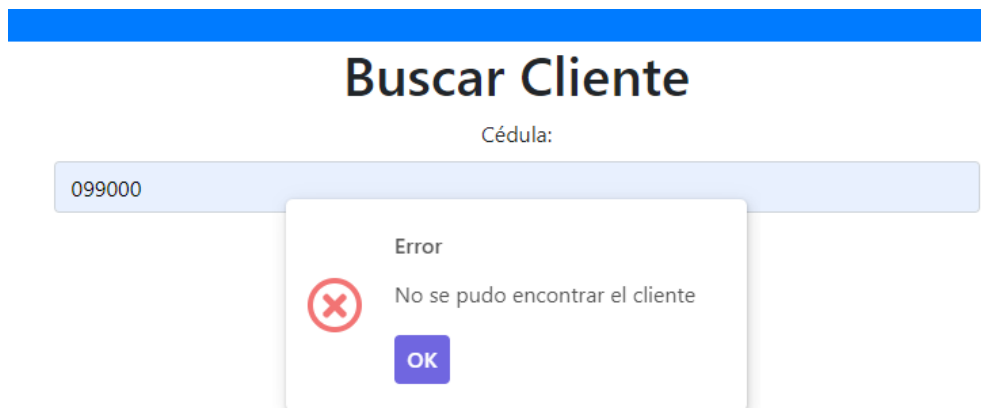 Buscar Cliente
Cédula:
099000
Error
No se pudo encontrar el cliente
OK